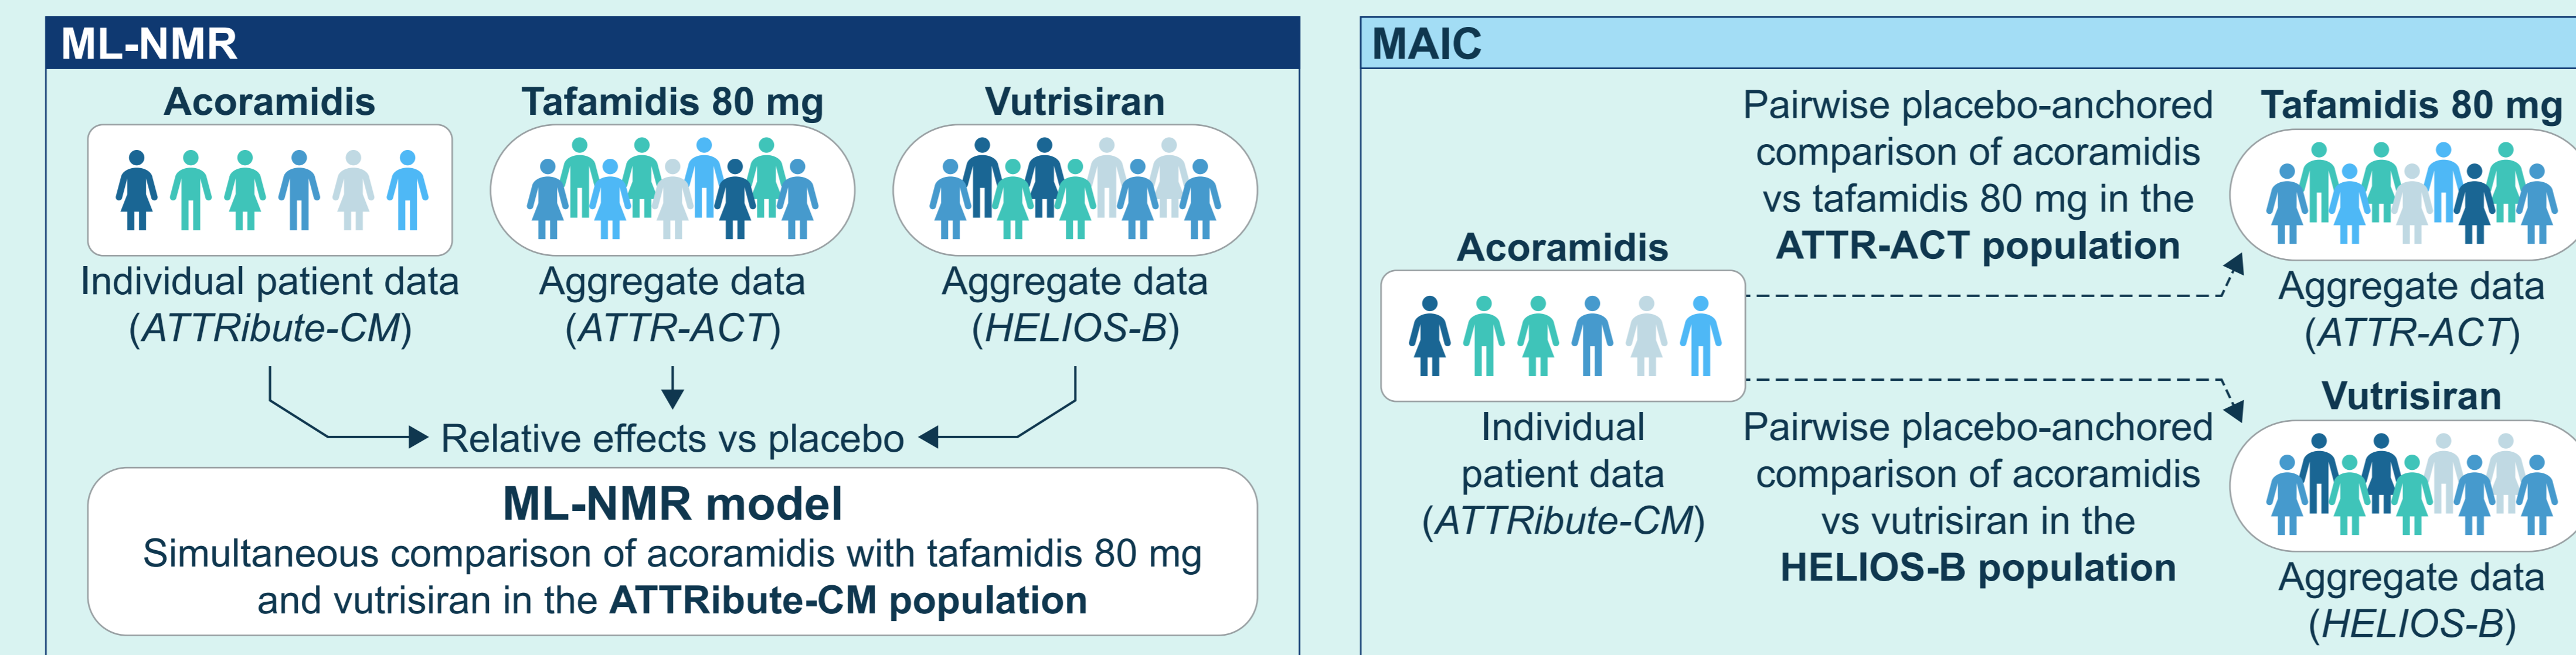 ML-NMR
Acoramidis
Individual patient data
(ATTRibute-CM)
Tafamidis 80 mg
Aggregate data
(ATTR-ACT)
Vutrisiran
Aggregate data
(HELIOS-B)
Relative effects vs placebo
ML-NMR model
Simultaneous comparison of acoramidis with tafamidis 80 mg
and vutrisiran in the ATTRibute-CM population
MAIC
Acoramidis
Individual
patient data
(ATTRibute-CM)
Pairwise placebo-anchored
comparison of acoramidis
vs tafamidis 80 mg in the
ATTR-ACT population
Tafamidis 80 mg
Aggregate data
(ATTR-ACT)
Pairwise placebo-anchored
comparison of acoramidis
vs vutrisiran in the
HELIOS-B population
Vutrisiran
Aggregate data
(HELIOS-B)